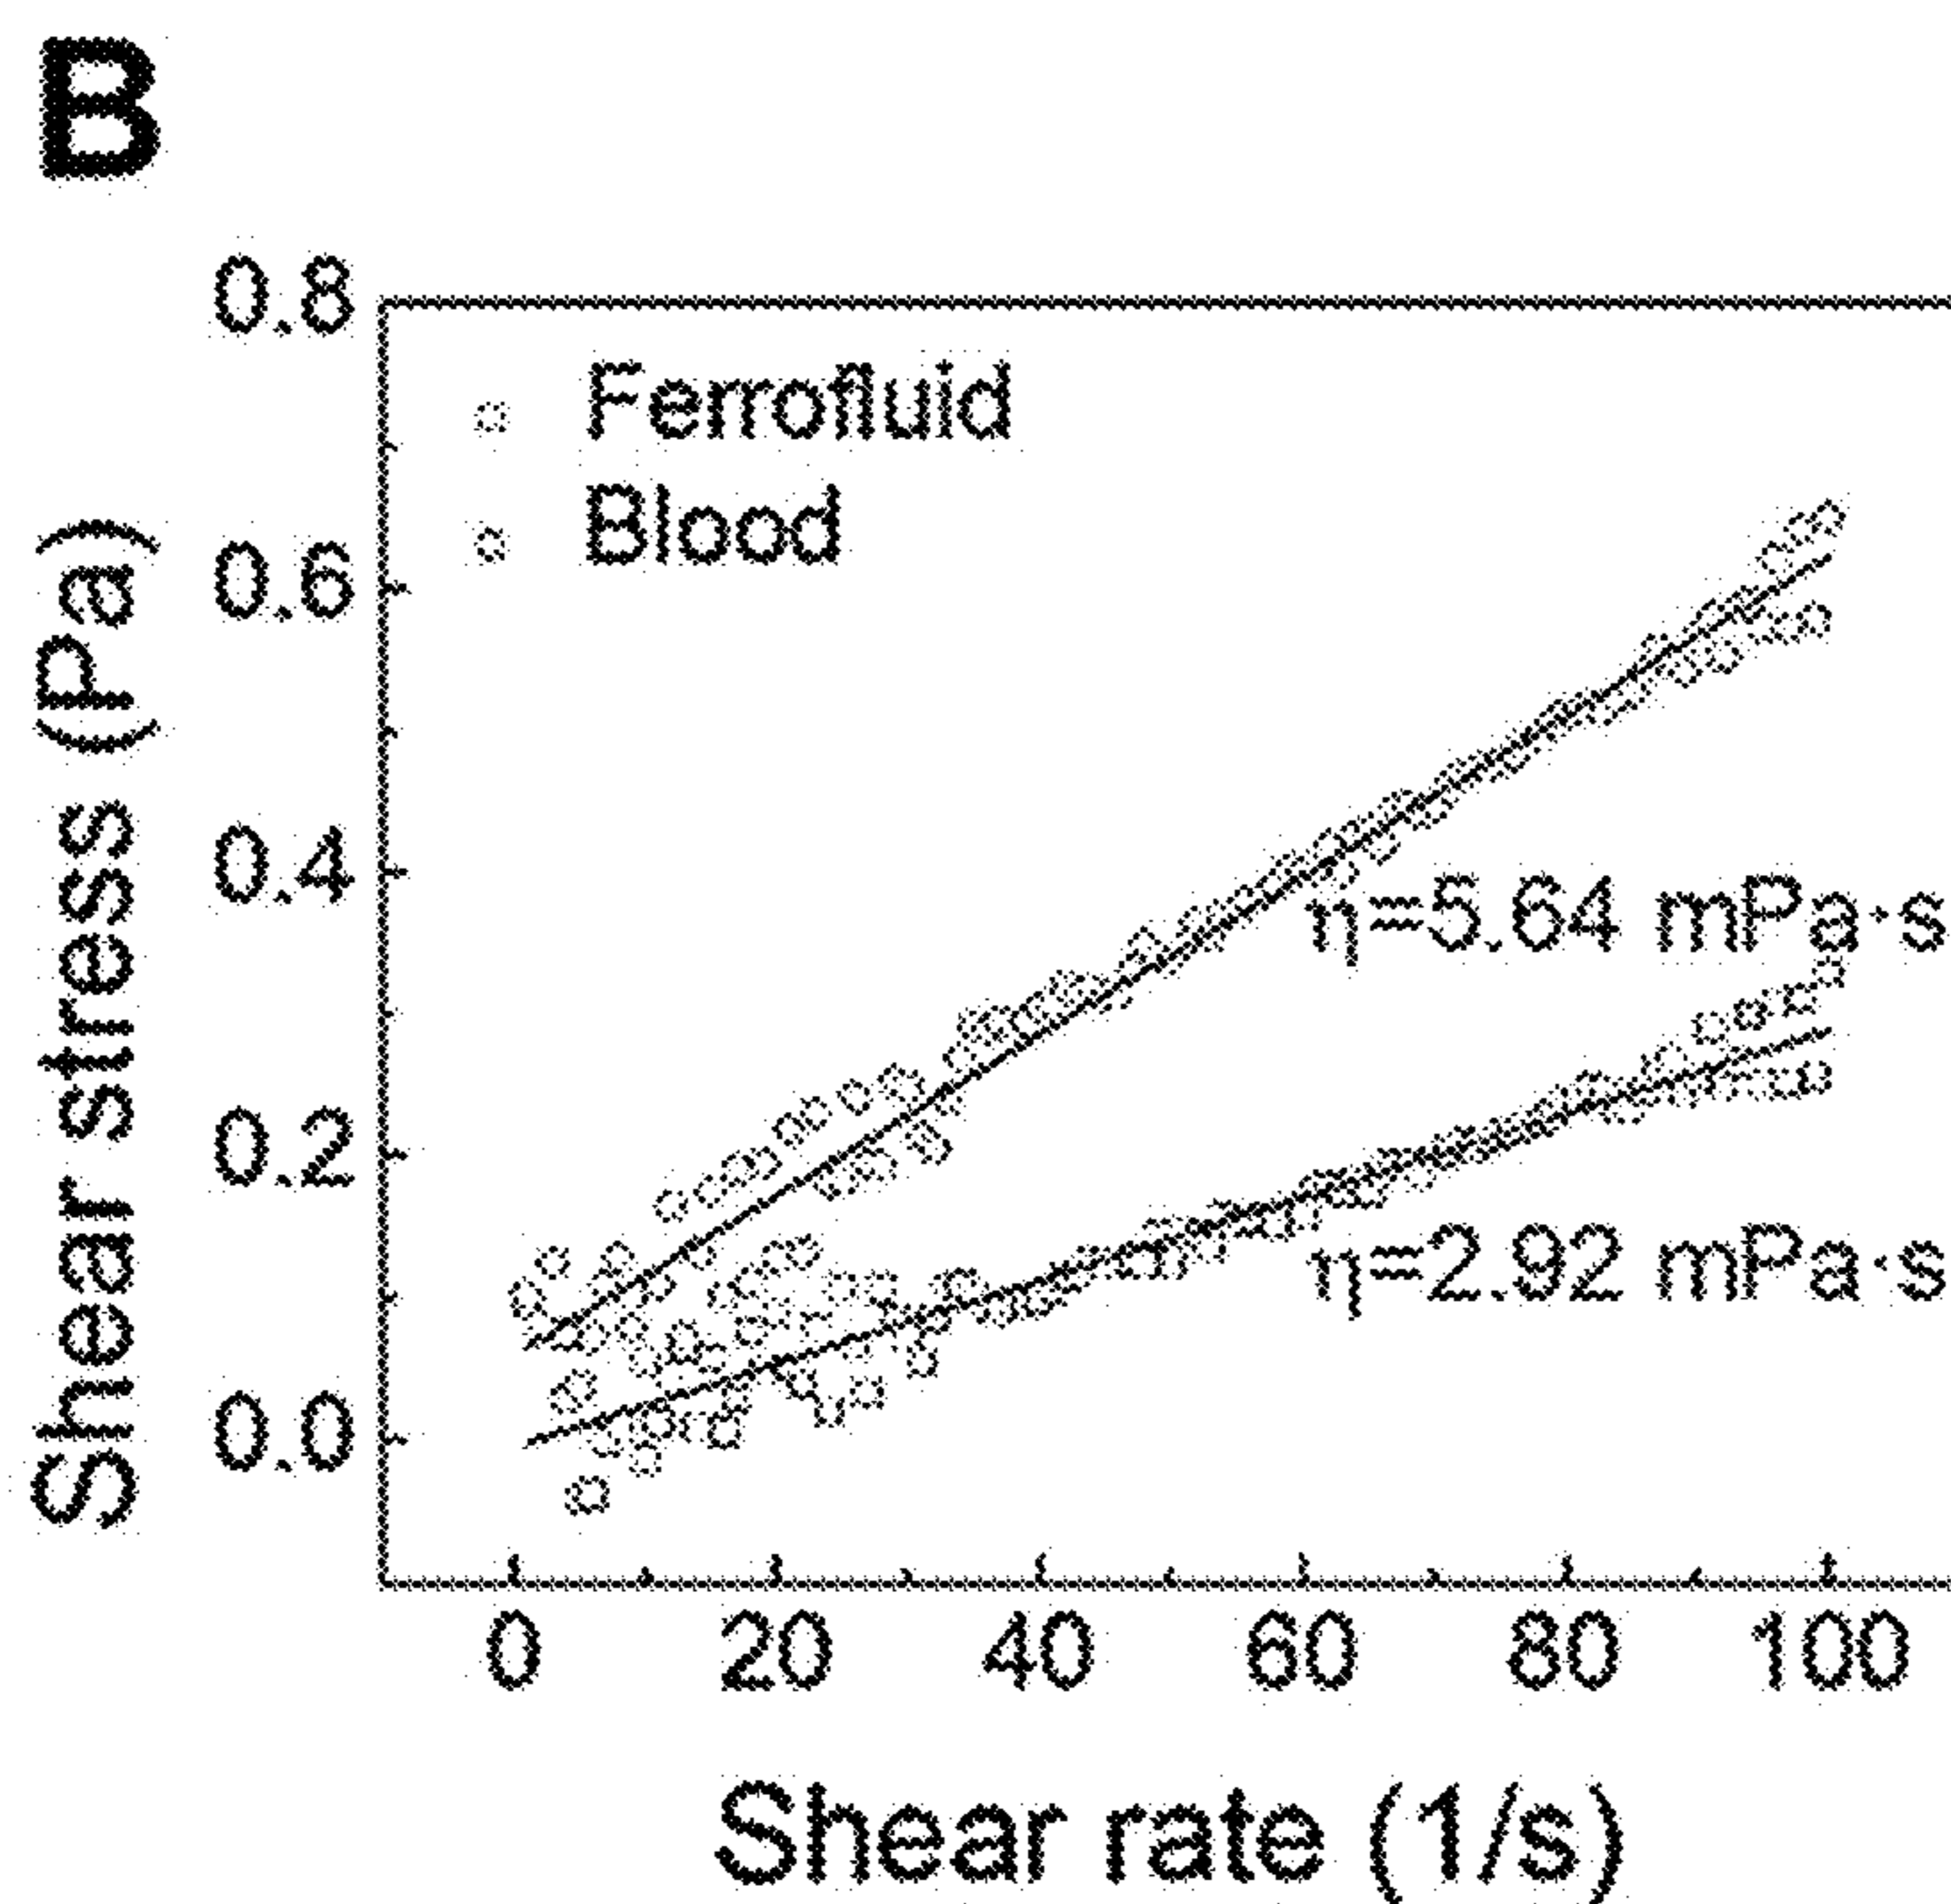 B
0.8
Ferrofluid
Blood
0.6
0.4
η=5.64 mPa·s
0.2
η=2.92 mPa·s
0.0
0 20 40 60 80 100
Shear rate (1/s)
Shear stress (Pa)